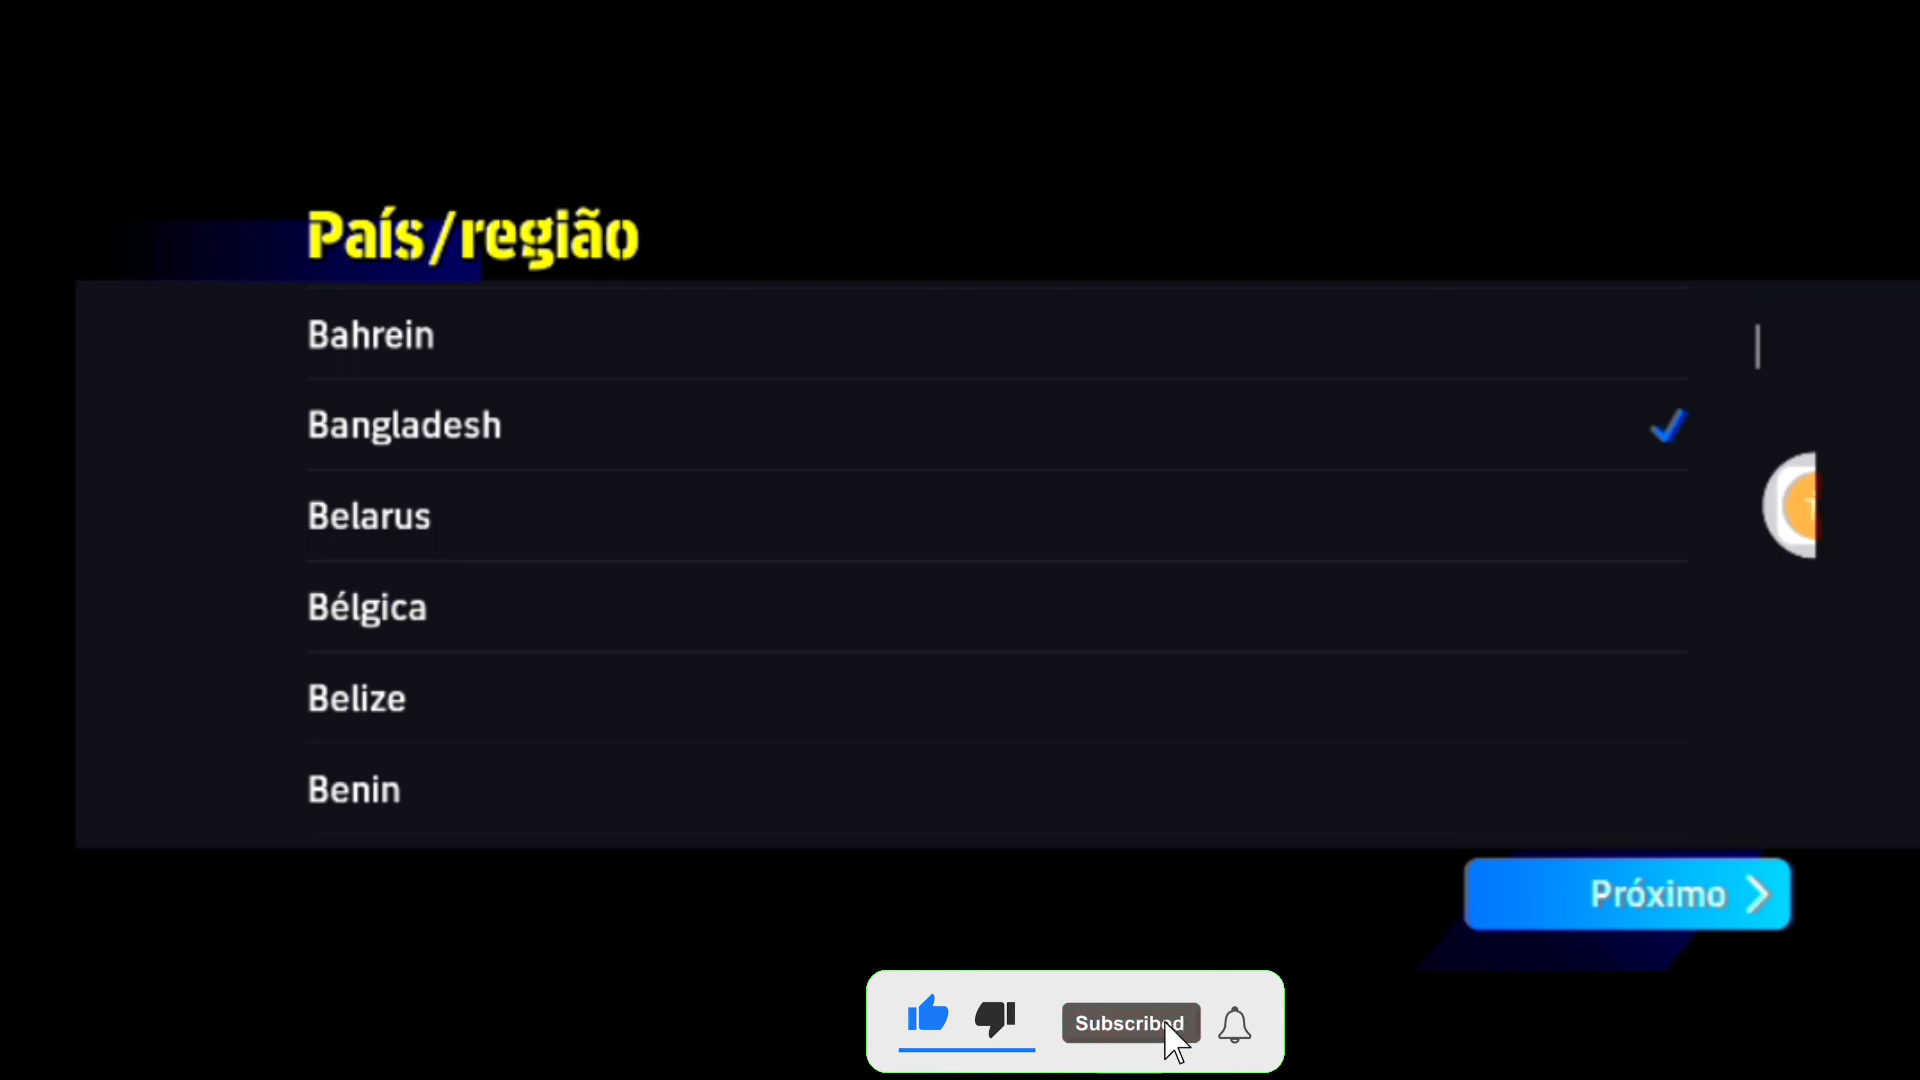 País/região
Bahrein
Bangladesh
Belarus
Bélgica
Belize
Benin
Próximo
Subscribed